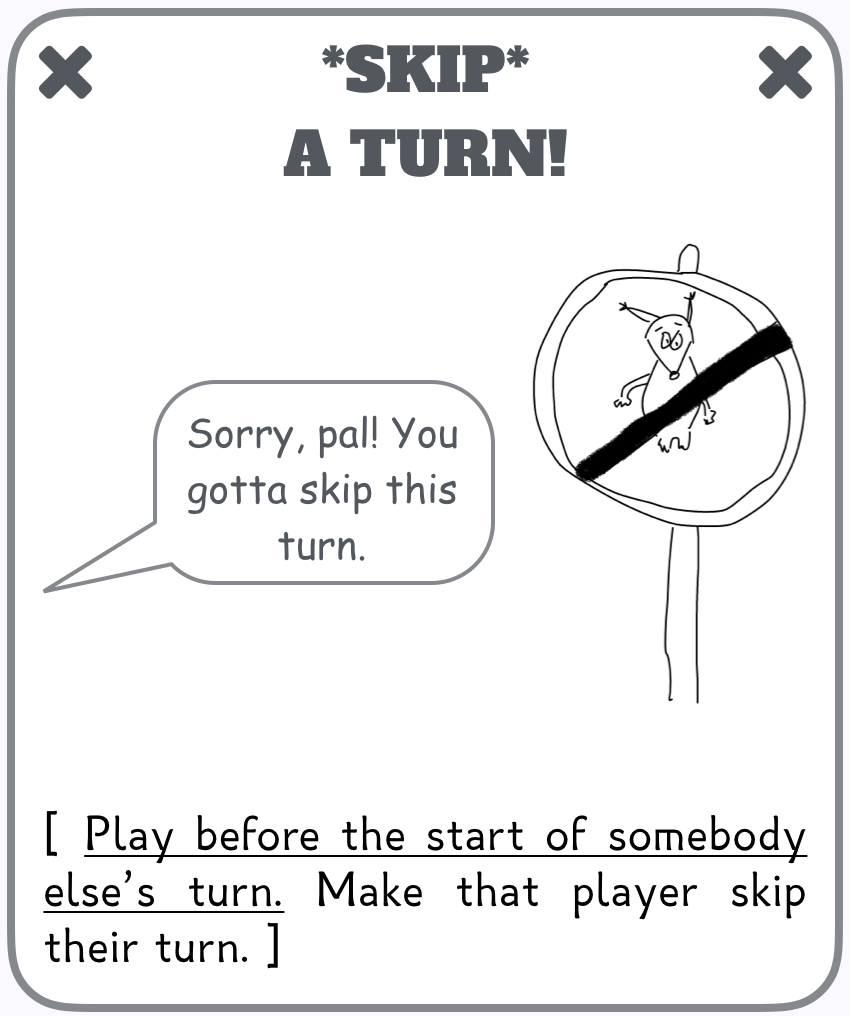 *SKIP*
A TURN!
Sorry, pal! You
gotta skip this
turn.
[ Play before the start of somebody
else’s turn. Make that player skip
their turn. ]